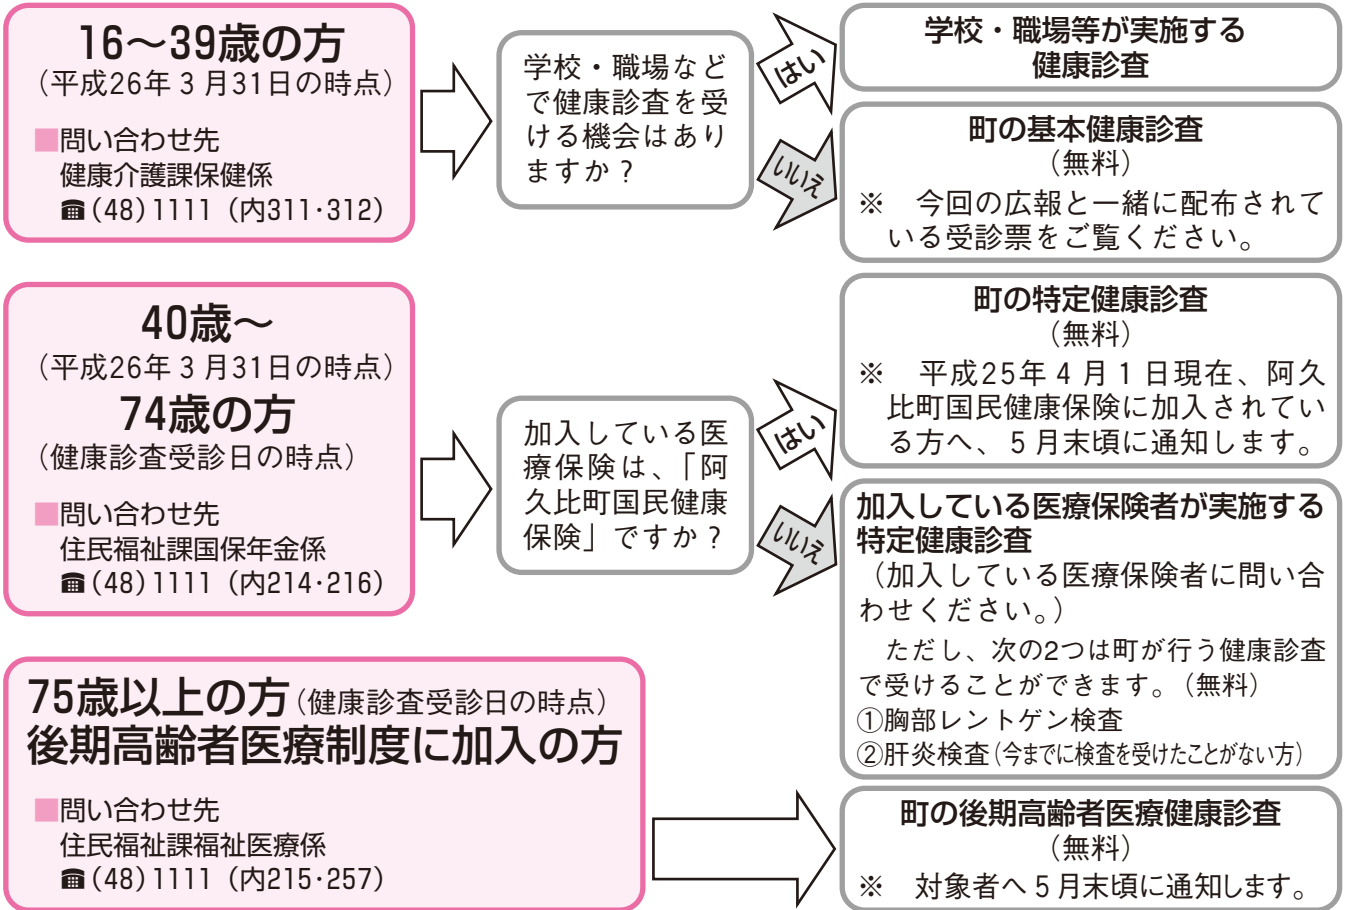 16～39歳の方
（平成26年3月31日の時点）
■問い合わせ先
健康介護課保健係
☎(48)1111（内311･312）
学校・職場など
で健康診査を受
ける機会はあり
ますか？
はい
学校・職場等が実施する
健康診査
いいえ
町の基本健康診査
（無料）
※　今回の広報と一緒に配布されて
いる受診票をご覧ください。
40歳～
（平成26年3月31日の時点）
74歳の方
（健康診査受診日の時点）
■問い合わせ先
住民福祉課国保年金係
☎(48)1111（内214･216）
加入している医
療保険は、「阿
久比町国民健康
保険」ですか？
はい
町の特定健康診査
（無料）
※　平成25年4月1日現在、阿久
比町国民健康保険に加入されてい
る方へ、5月末頃に通知します。
いいえ
加入している医療保険者が実施する
特定健康診査
（加入している医療保険者に問い合
わせください。）
ただし、次の2つは町が行う健康診査
で受けることができます。（無料）
①胸部レントゲン検査
②肝炎検査（今までに検査を受けたことがない方）
75歳以上の方（健康診査受診日の時点）
後期高齢者医療制度に加入の方
■問い合わせ先
住民福祉課福祉医療係
☎(48)1111（内215･257）
町の後期高齢者医療健康診査
（無料）
※　対象者へ5月末頃に通知します。